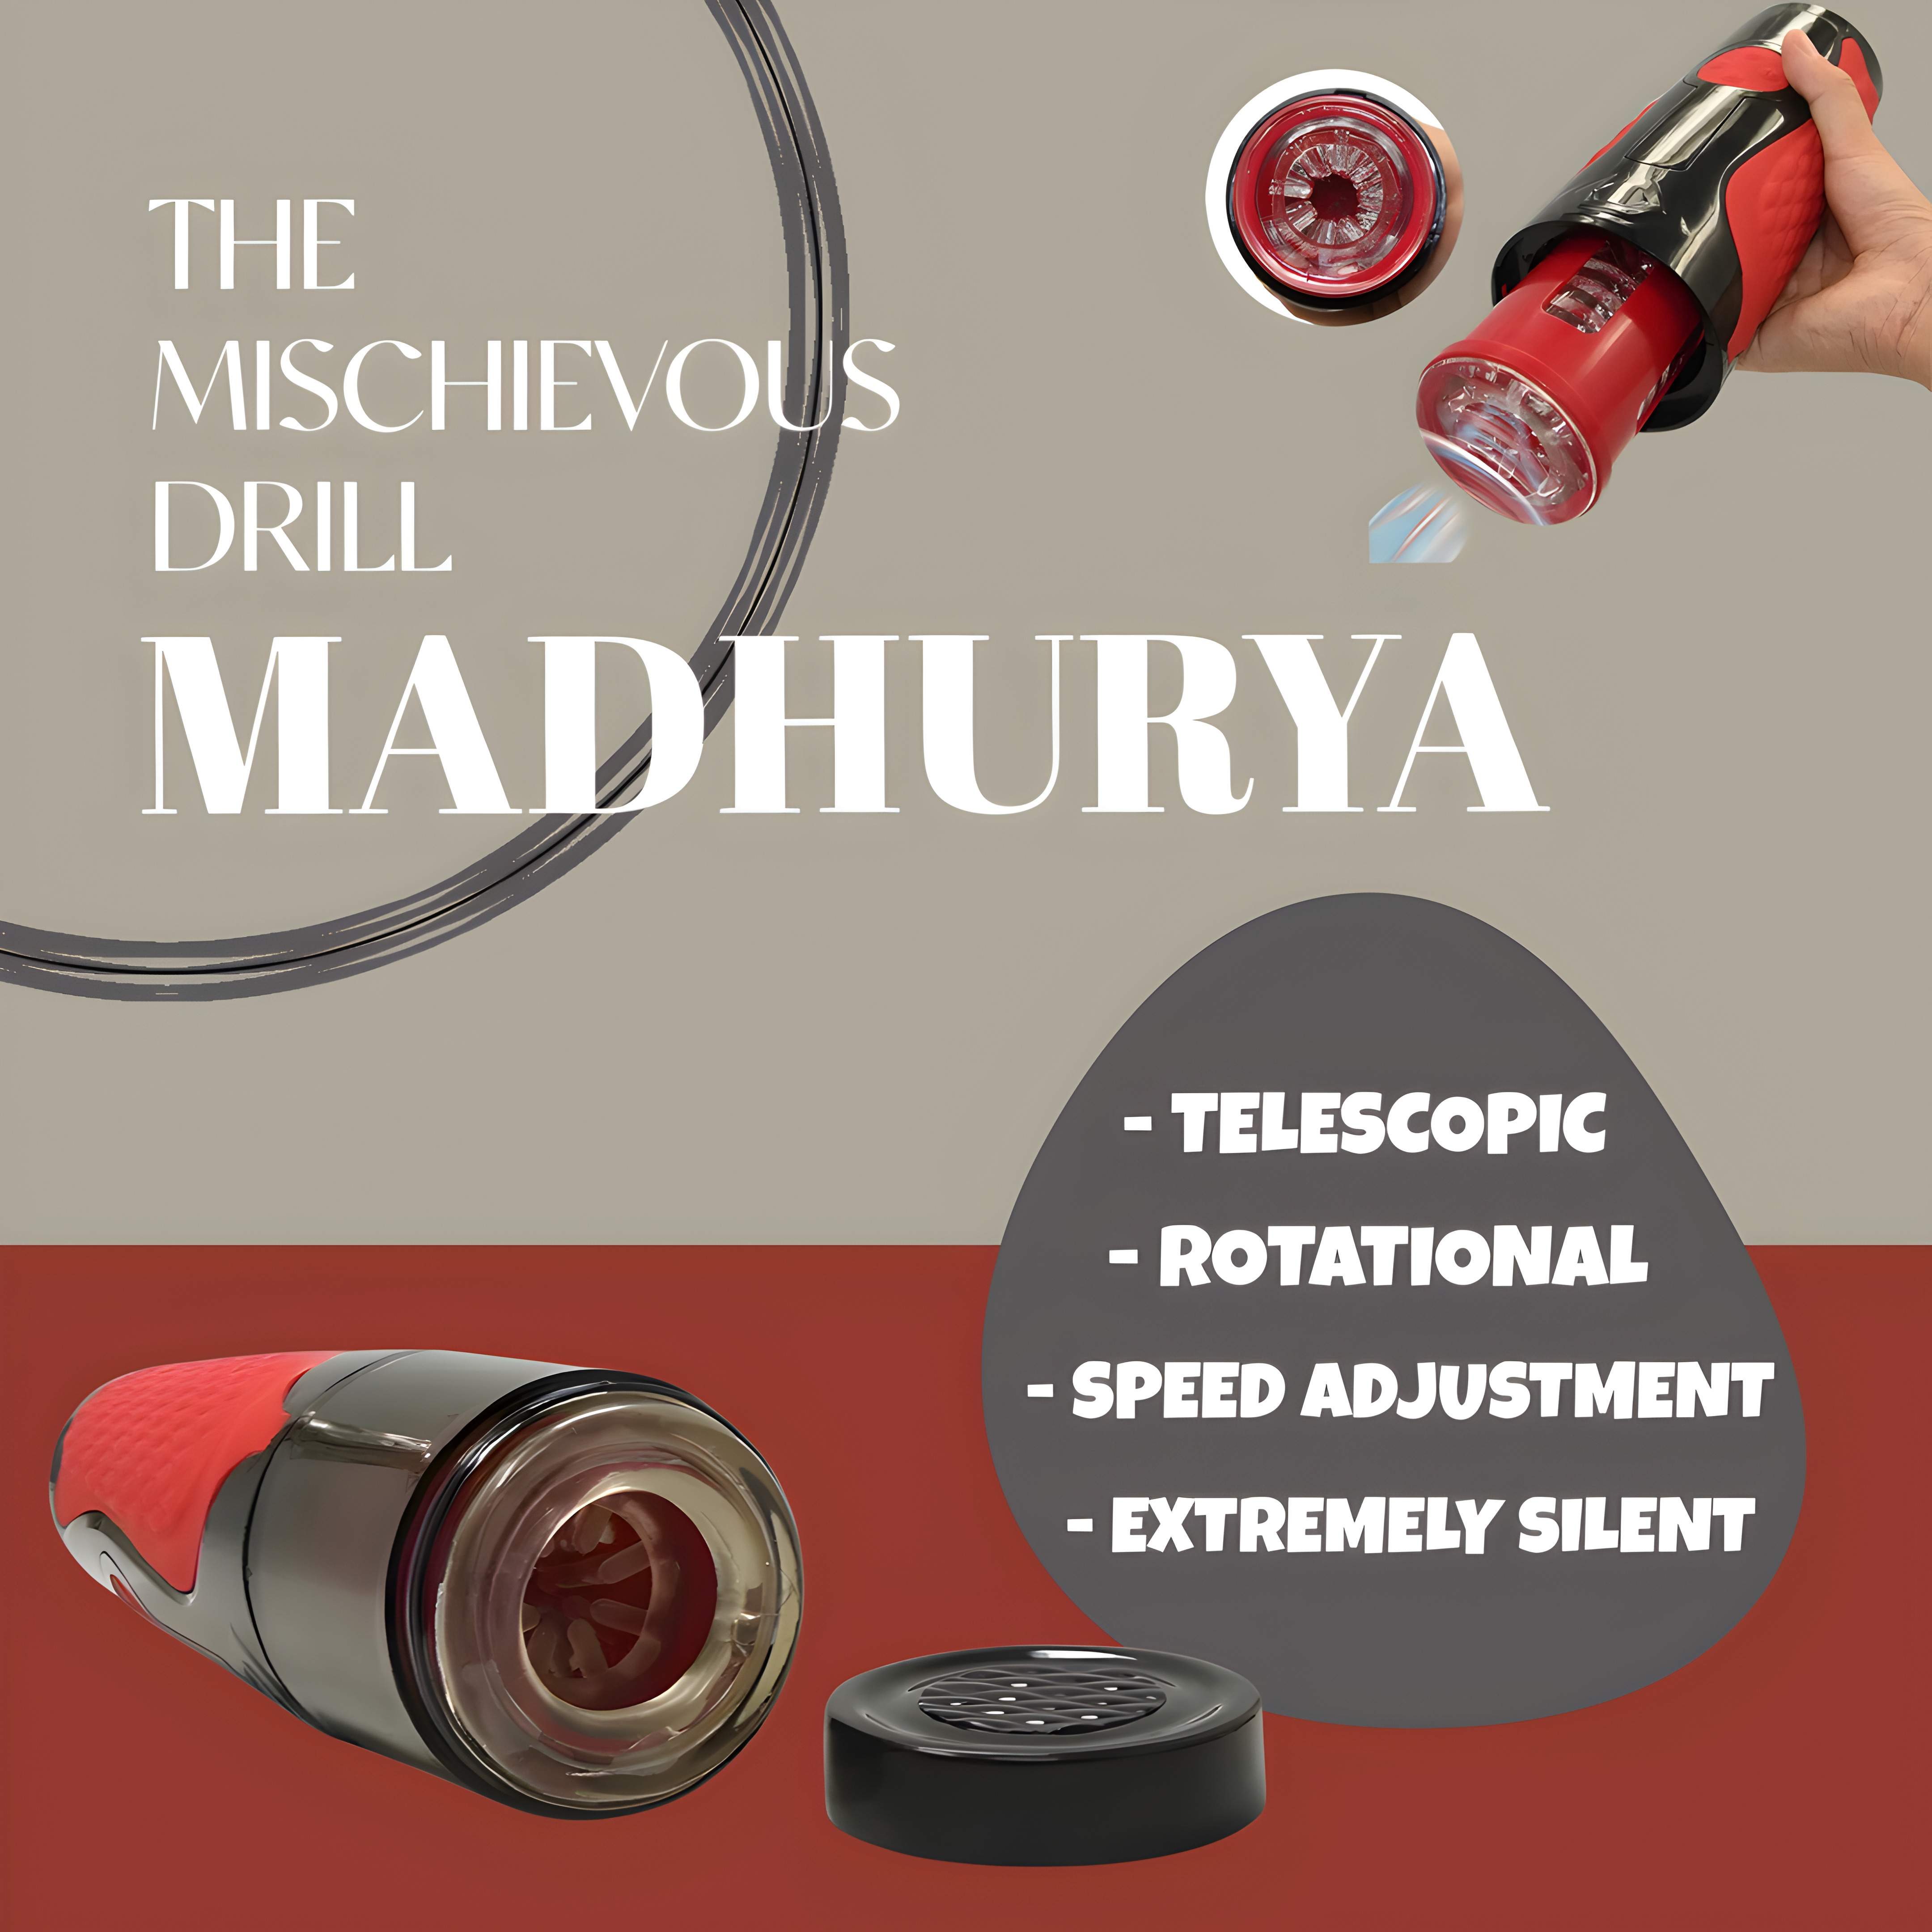 THE
MISCHIEVOUS
DRILL
MADHURYA
- TELESCOPIC
- ROTATIONAL
- SPEED ADJUSTMENT
- EXTREMELY SILENT